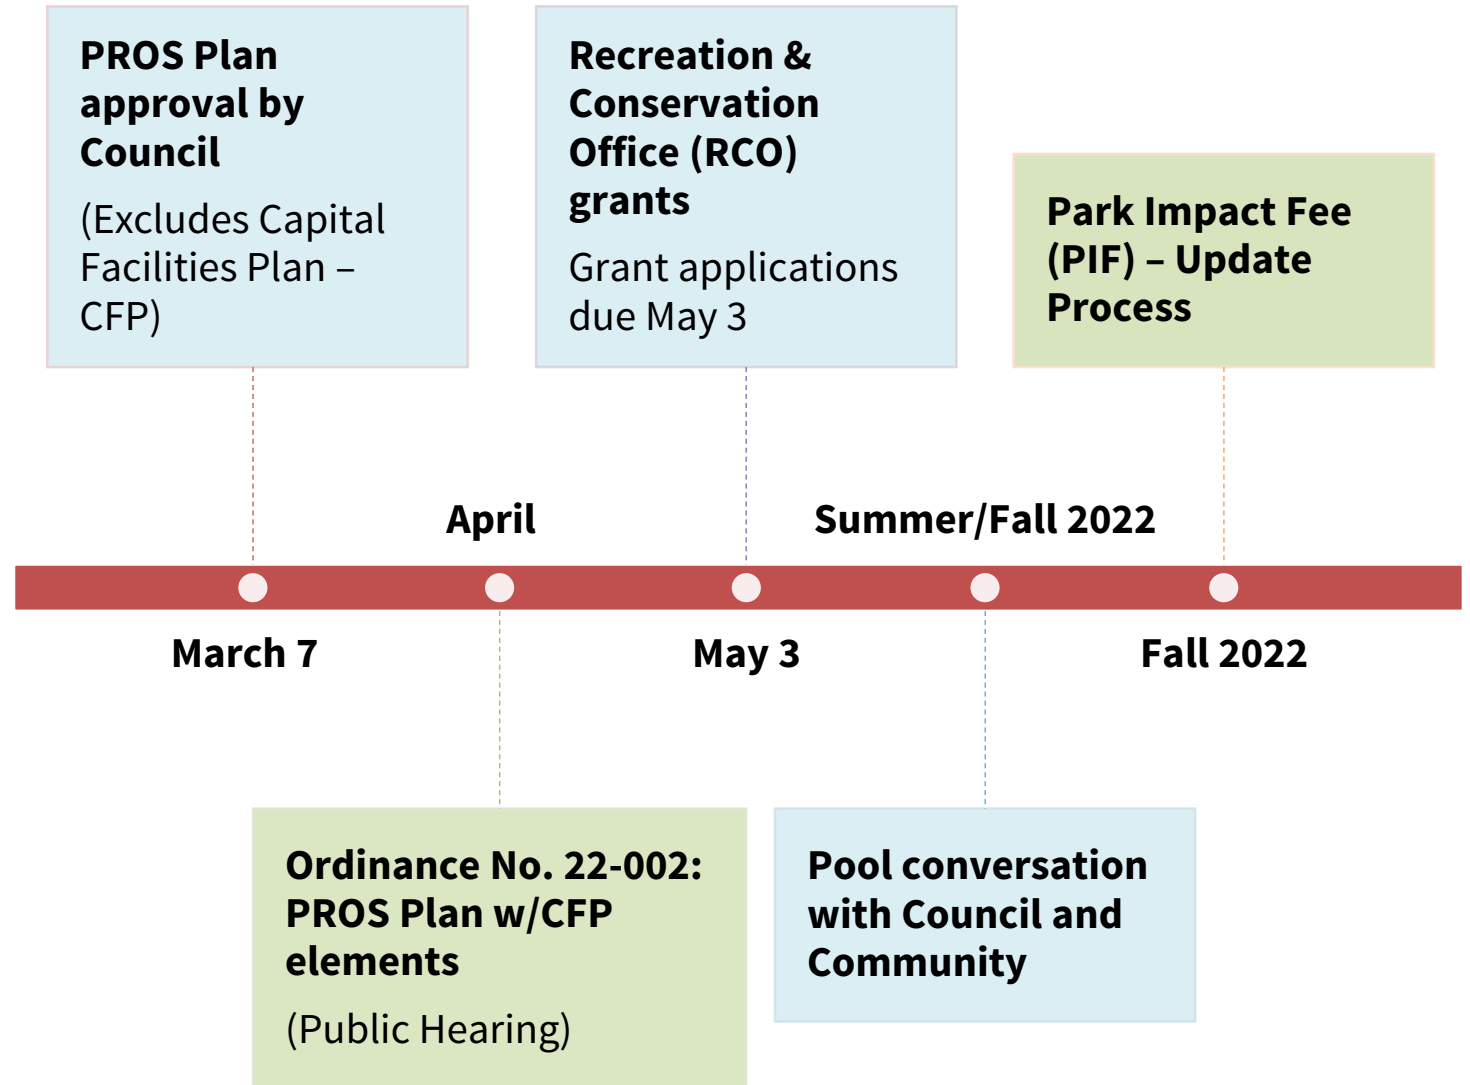 PROS Plan
approval by
Council
(Excludes Capital
Facilities Plan –
CFP)
Recreation &
Conservation
Office (RCO)
grants
Grant applications
due May 3
Park Impact Fee
(PIF) – Update
Process
April
Summer/Fall 2022
March 7
May 3
Fall 2022
Ordinance No. 22-002:
PROS Plan w/CFP
elements
(Public Hearing)
Pool conversation
with Council and
Community